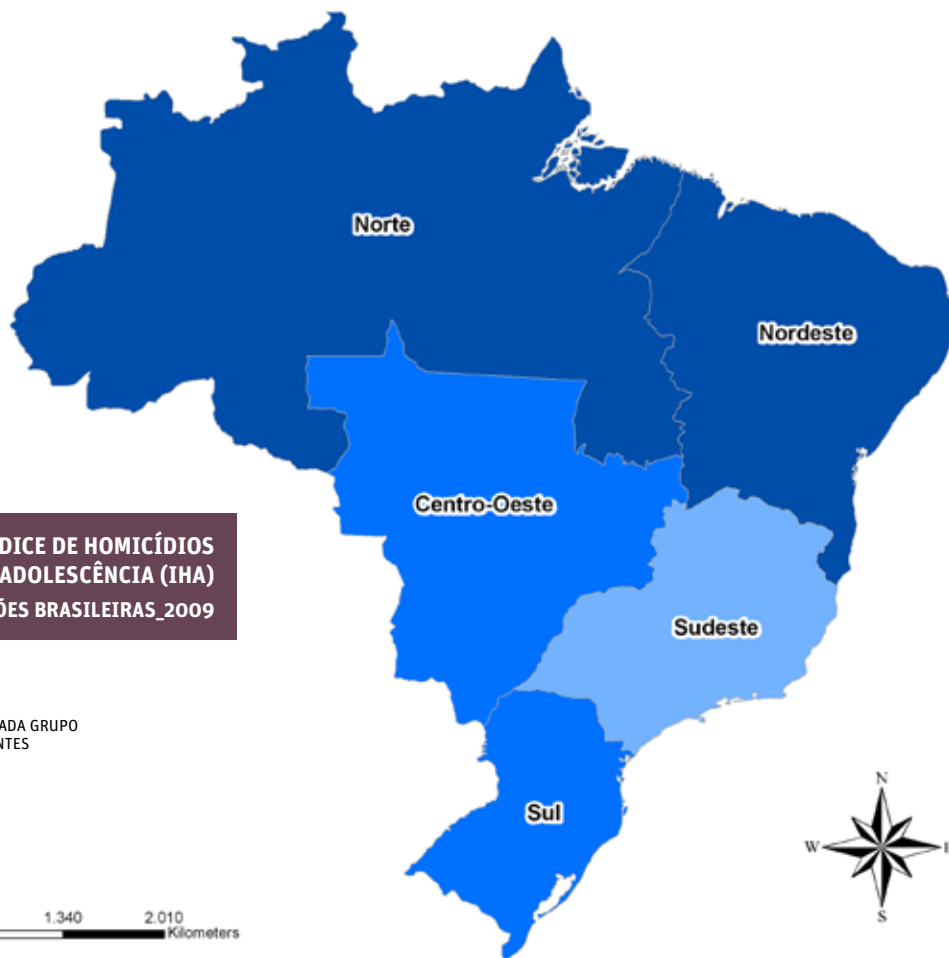 Norte
Nordeste
Centro-Oeste
DICE DE HOMICÍDIOS
ADOLESCÊNCIA (IHA)
ÕES BRASILEIRAS_2009
Sudeste
ADA GRUPO
NTES
Sul
N
W
S
1.340 2.010
Kilometers